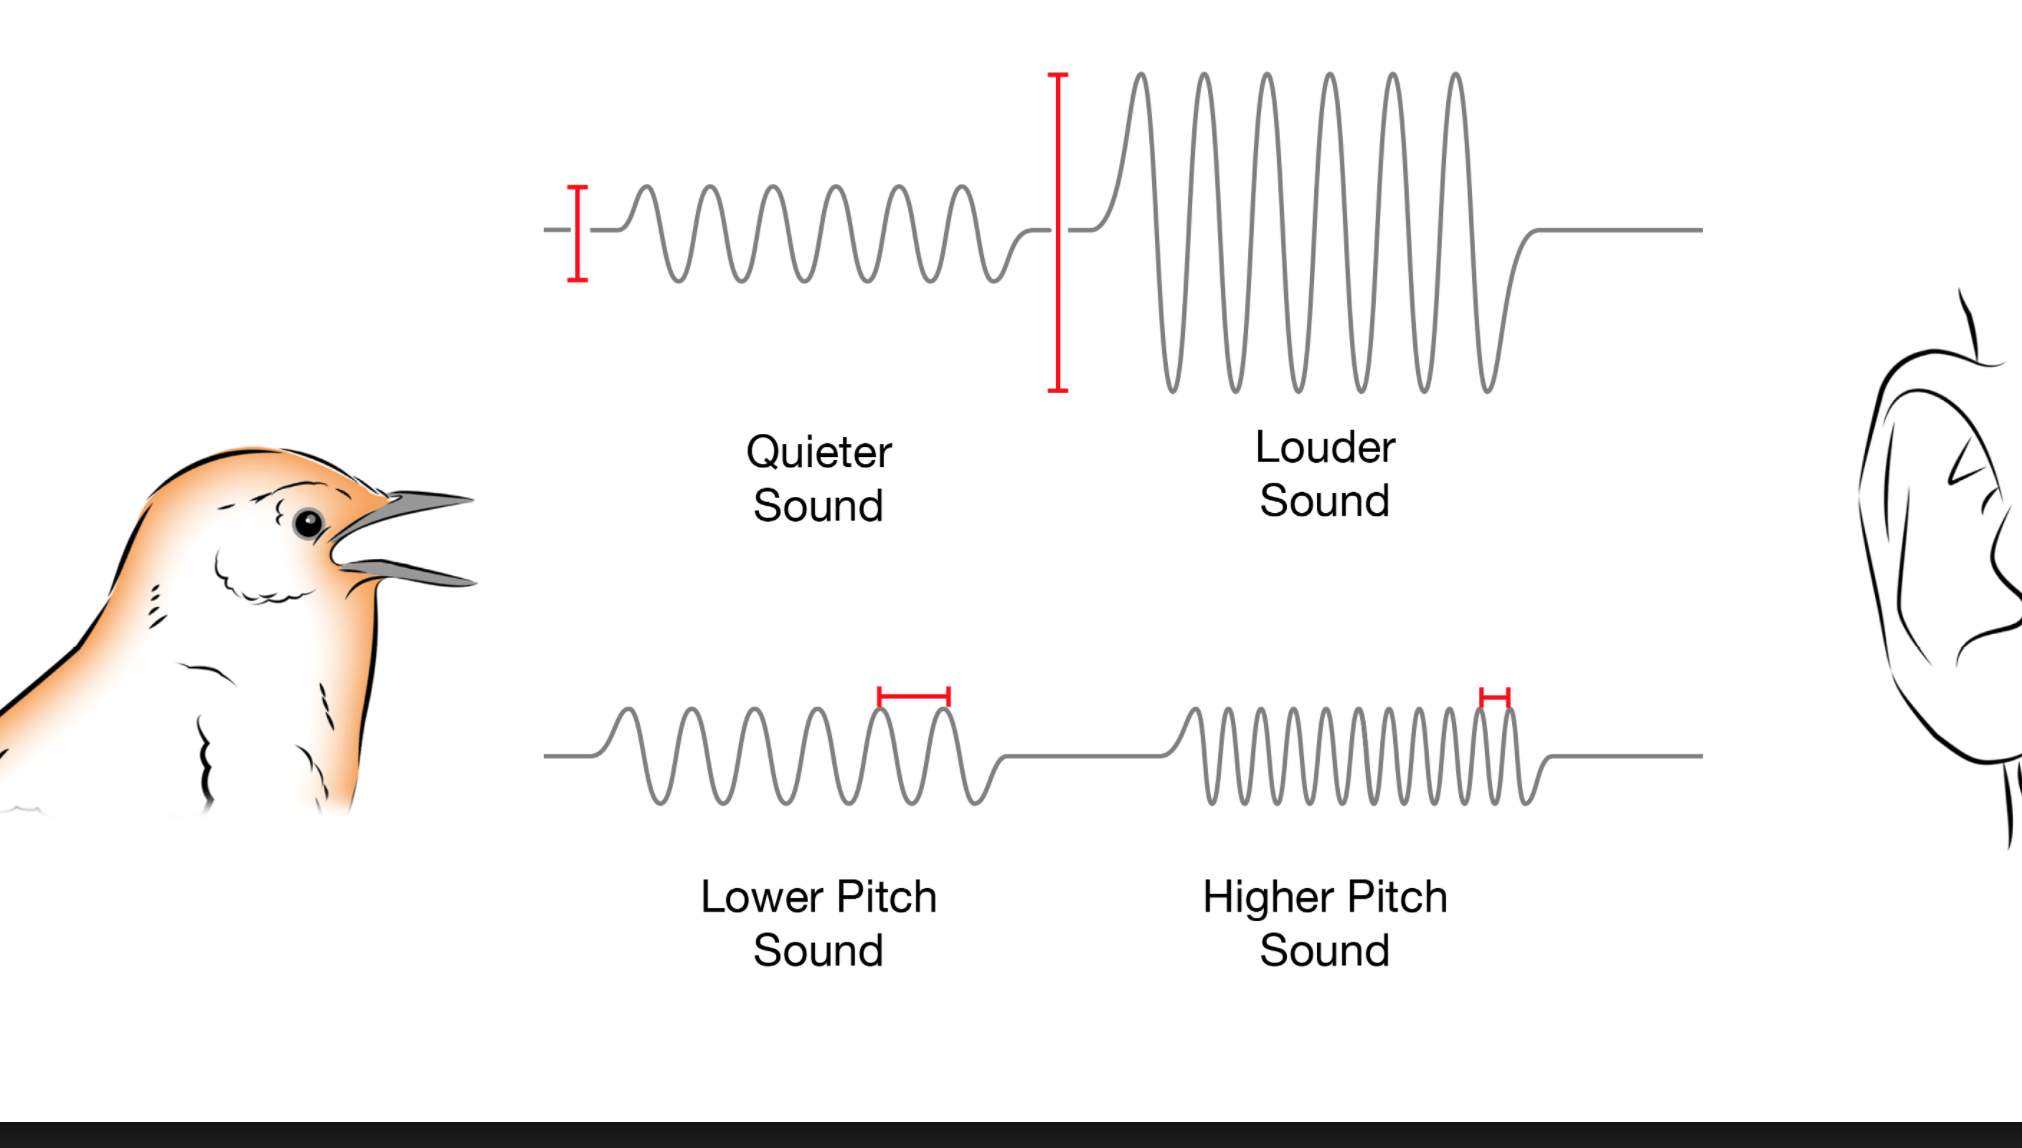 Quieter
Sound
Louder
Sound
Lower Pitch
Sound
Higher Pitch
Sound